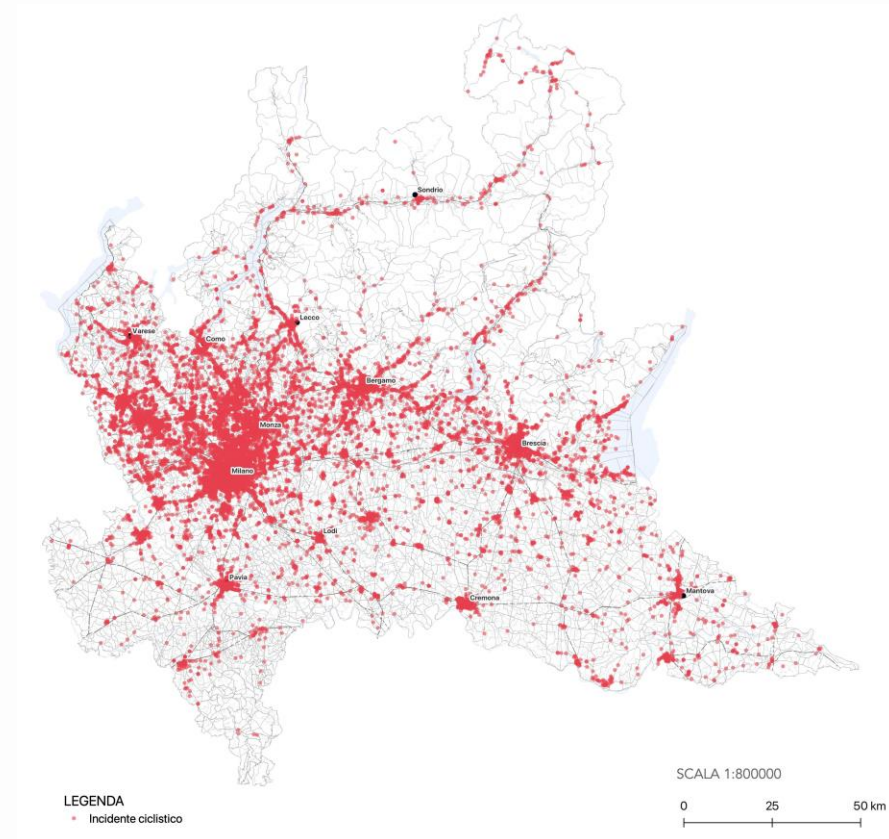 Sondrio
Lecco
Varese
Como
Bergamo
Monza
Brescia
Milano
Lodi
Pavia
Mantova
Cremona
SCALA 1:800000
LEGENDA
Incidente ciclistico
0 25 50 km